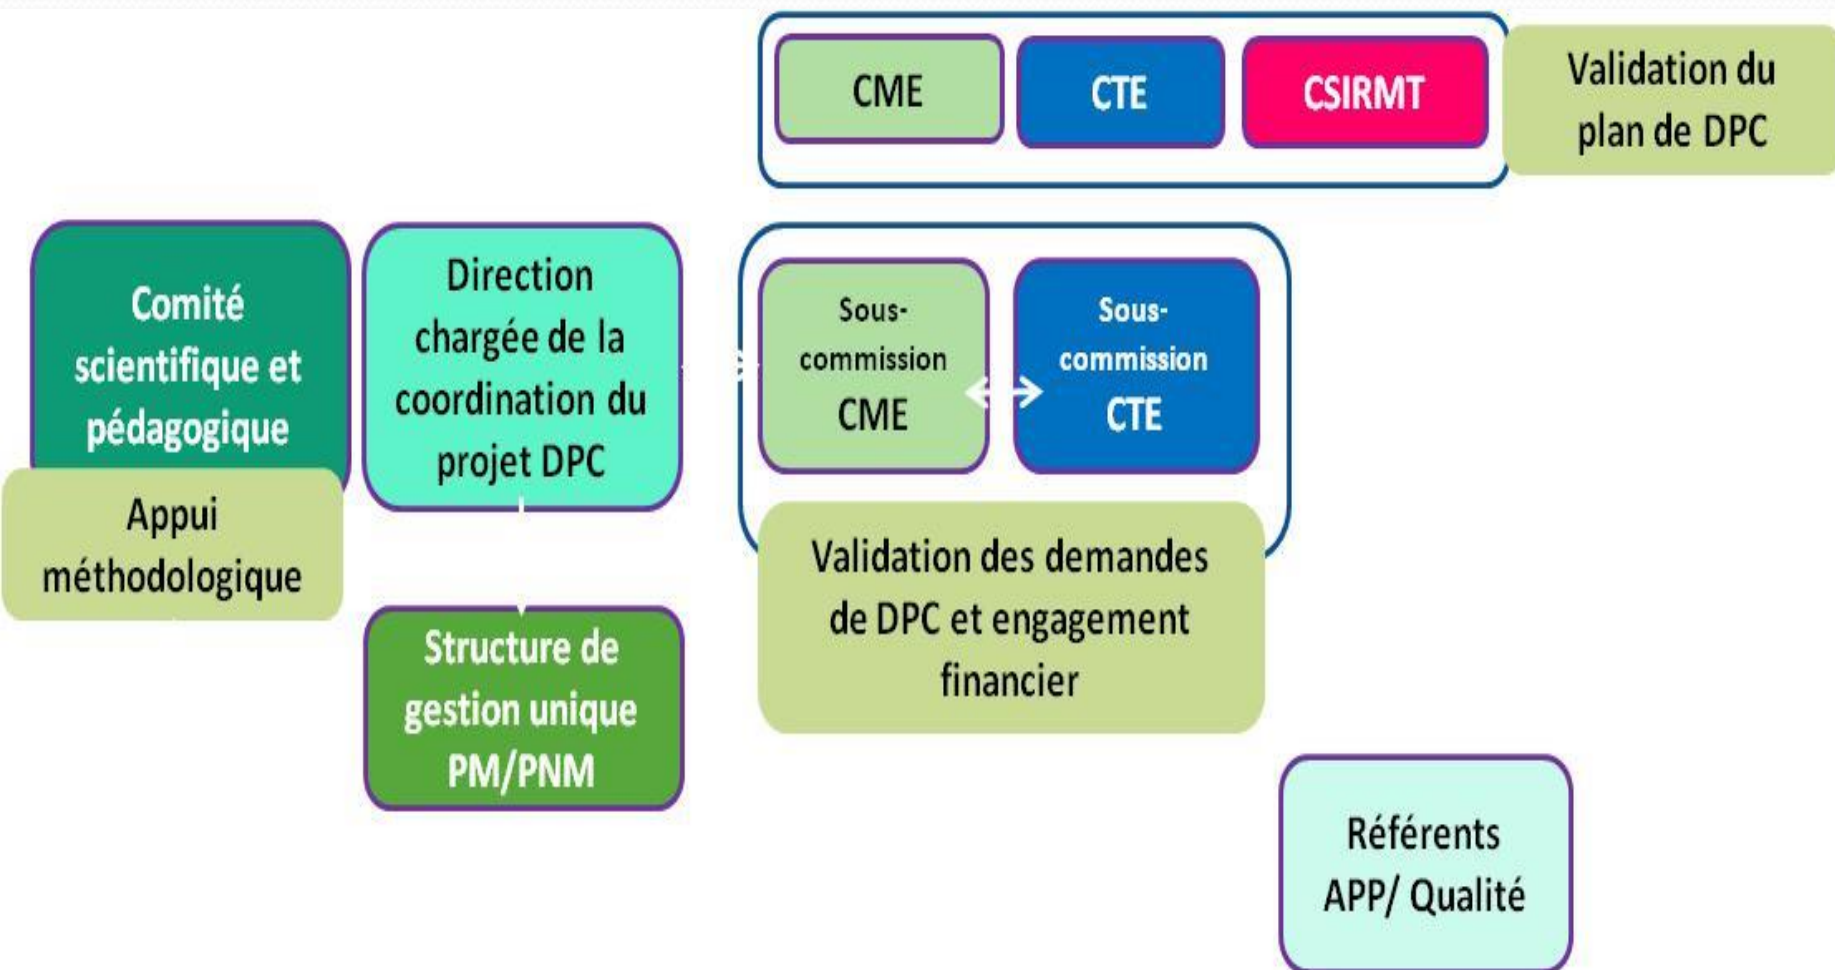 CME
CTE
CSIRMT
Validation du
plan de DPC
Comité
scientifique et
pédagogique
Appui
méthodologique
Direction
chargée de la
coordination du
projet DPC
Structure de
gestion unique
PM/PNM
Sous-
commission
CME
Sous-
commission
CTE
Validation des demandes
de DPC et engagement
financier
Référents
APP/ Qualité